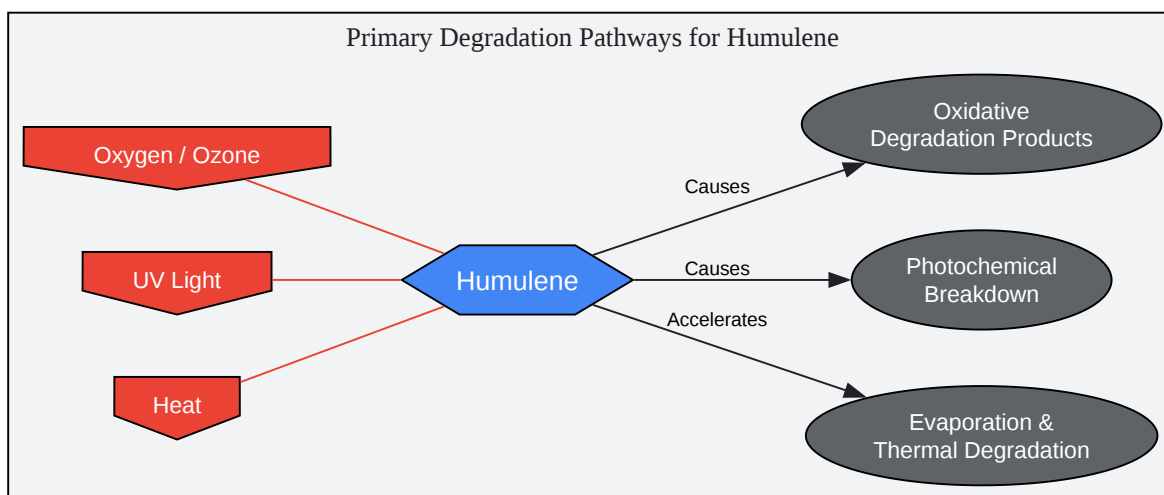 Primary Degradation Pathways for Humulene
Oxygen / Ozone
UV Light
Heat
Humulene
Causes
Causes
Accelerates
Oxidative
Degradation Products
Photochemical
Breakdown
Evaporation &
Thermal Degradation